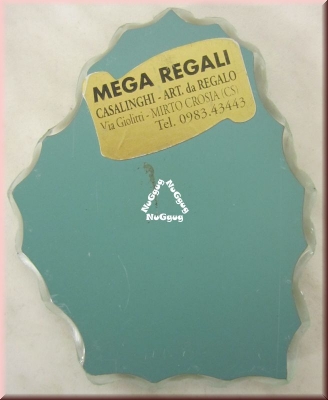 MEGA REGALI
CASALINGHI - ART. da REGALO
Via Giolitti - MIRTO CROSIA (CS)
Tel. 0983.43443
NuGgug
NuGgug
NuGgug